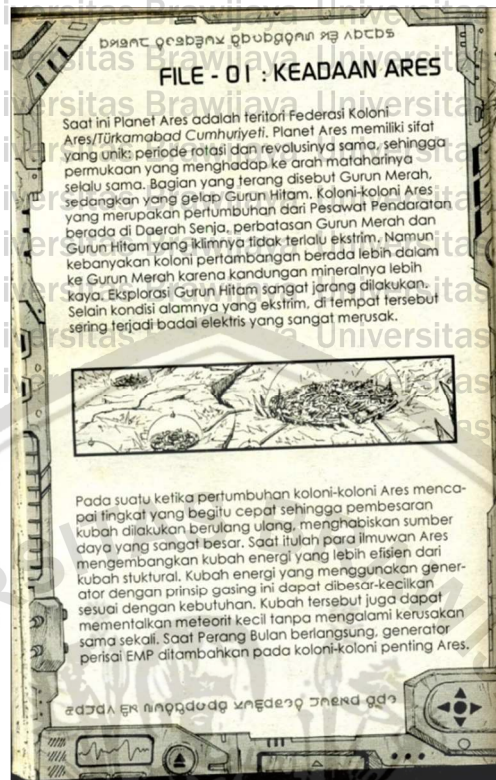 FILE - 01 : KEADAAN ARES
Saat ini Planet Ares adalah teritori Federasi Koloni
Ares/Türkamabad Cumhuriyeti. Planet Ares memiliki sifat
yang unik: periode rotasi dan revolusinya sama, sehingga
permukaan yang menghadap ke arah mataharinya
selalu sama. Bagian yang terang disebut Gurun Merah,
sedangkan yang gelap Gurun Hitam. Koloni-koloni Ares
yang merupakan pertumbuhan dari Pesawat Pendaratan
berada di Daerah Senja, perbatasan Gurun Merah dan
Gurun Hitam yang iklimnya tidak terlalu ekstrim. Namun
kebanyakan koloni pertambangan berada lebih dalam
ke Gurun Merah karena kandungan mineralnya lebih
kaya. Eksplorasi Gurun Hitam sangat jarang dilakukan.
Selain kondisi alamnya yang ekstrim, di tempat tersebut
sering terjadi badai elektris yang sangat merusak.
Pada suatu ketika pertumbuhan koloni-koloni Ares menca-
pai tingkat yang begitu cepat sehingga pembesaran
kubah dilakukan berulang ulang, menghabiskan sumber
daya yang sangat besar. Saat itulah para ilmuwan Ares
mengembangkan kubah energi yang lebih efisien dari
kubah stuktural. Kubah energi yang menggunakan gener-
ator dengan prinsip gasing ini dapat dibesar-kecilkan
sesuai dengan kebutuhan. Kubah tersebut juga dapat
mementalkan meteorit kecil tanpa mengalami kerusakan
sama sekali. Saat Perang Bulan berlangsung, generator
perisai EMP ditambahkan pada koloni-koloni penting Ares.